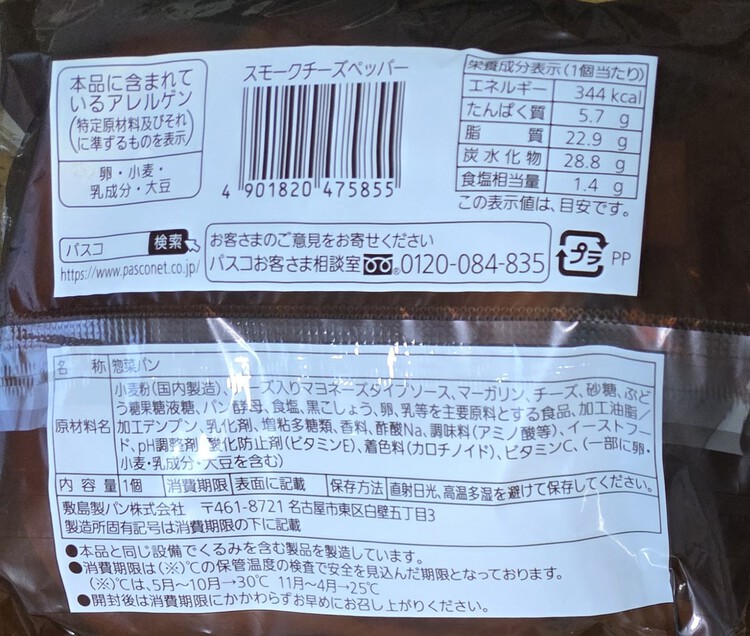 本品に含まれて
いるアレルゲン
(特定原材料及びそれ
に準ずるものを表示)
卵・小麦・
乳成分・大豆
スモークチーズペッパー
4 901820 475855
栄養成分表示(1個当たり)
エネルギー 344 kcal
たんぱく質 5.7 g
脂質 22.9 g
炭水化物 28.8 g
食塩相当量 1.4 g
この表示値は、目安です。
パスコ 検索
https://www.pasconet.co.jp/
お客さまのご意見をお寄せください
パスコお客さま相談室 0120-084-835
プラ PP
名称 惣菜パン
原材料名
小麦粉(国内製造)、チーズ入りマヨネーズタイプソース、マーガリン、チーズ、砂糖、ぶど
う糖果糖液糖、パン酵母、食塩、黒こしょう、卵、乳等を主要原料とする食品、加工油脂/
加工デンプン、乳化剤、増粘多糖類、香料、酢酸Na、調味料(アミノ酸等)、イーストフー
ド、pH調整剤、酸化防止剤(ビタミンE)、着色料(カロチノイド)、ビタミンC、(一部に卵・
小麦・乳成分・大豆を含む)
内容量 1個 消費期限 表面に記載 保存方法 直射日光、高温多湿を避けて保存してください。
敷島製パン株式会社 〒461-8721 名古屋市東区白壁五丁目3
製造所固有記号は消費期限の下に記載
●本品と同じ設備でくるみを含む製品を製造しています。
●消費期限は(※)℃の保管温度の検査で安全を見込んだ期限となっております。
(※)℃は、5月~10月→30℃ 11月~4月→25℃
●開封後は消費期限にかかわらずお早めにお召し上がりください。